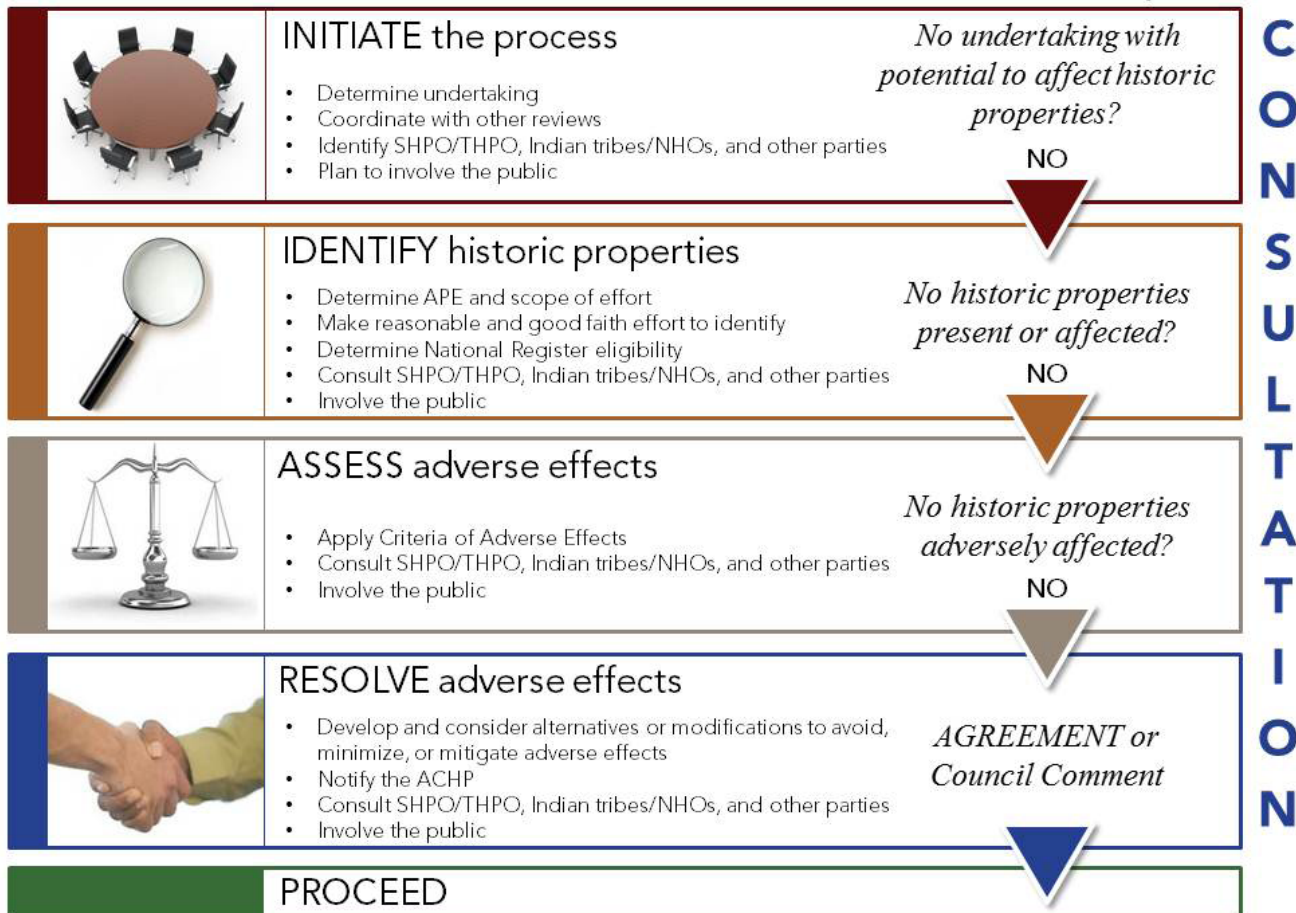 INITIATE the process
• Determine undertaking
• Coordinate with other reviews
• Identify SHPO/THPO, Indian tribes/NHOs, and other parties
• Plan to involve the public
No undertaking with
potential to affect historic
properties?
NO
IDENTIFY historic properties
• Determine APE and scope of effort
• Make reasonable and good faith effort to identify
• Determine National Register eligibility
• Consult SHPO/THPO, Indian tribes/NHOs, and other parties
• Involve the public
No historic properties
present or affected?
NO
ASSESS adverse effects
• Apply Criteria of Adverse Effects
• Consult SHPO/THPO, Indian tribes/NHOs, and other parties
• Involve the public
No historic properties
adversely affected?
NO
RESOLVE adverse effects
• Develop and consider alternatives or modifications to avoid,
minimize, or mitigate adverse effects
• Notify the ACHP
• Consult SHPO/THPO, Indian tribes/NHOs, and other parties
• Involve the public
AGREEMENT or
Council Comment
PROCEED
CONSULTATION